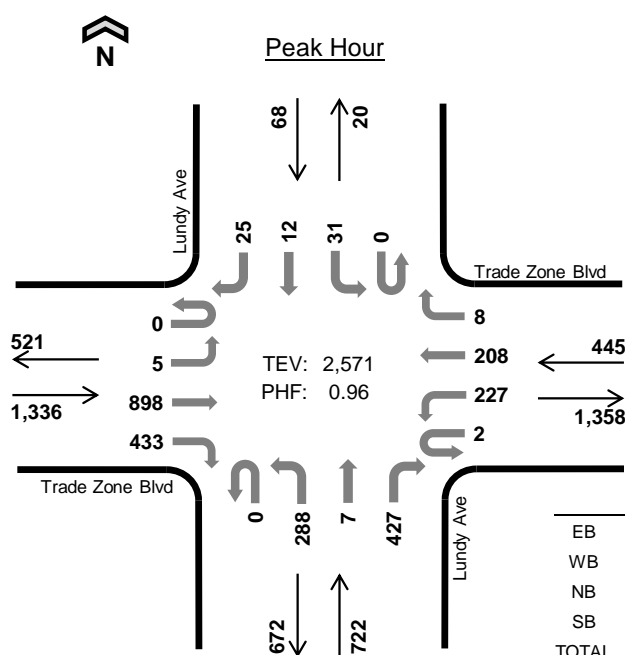 N
Peak Hour
68
20
Lundy Ave
25
12
31
0
Trade Zone Blvd
0
8
521
5
TEV: 2,571
208
445
1,336
898
PHF: 0.96
227
1,358
433
2
Trade Zone Blvd
0
288
7
427
Lundy Ave
672
722
EB
WB
NB
SB
TOTAL